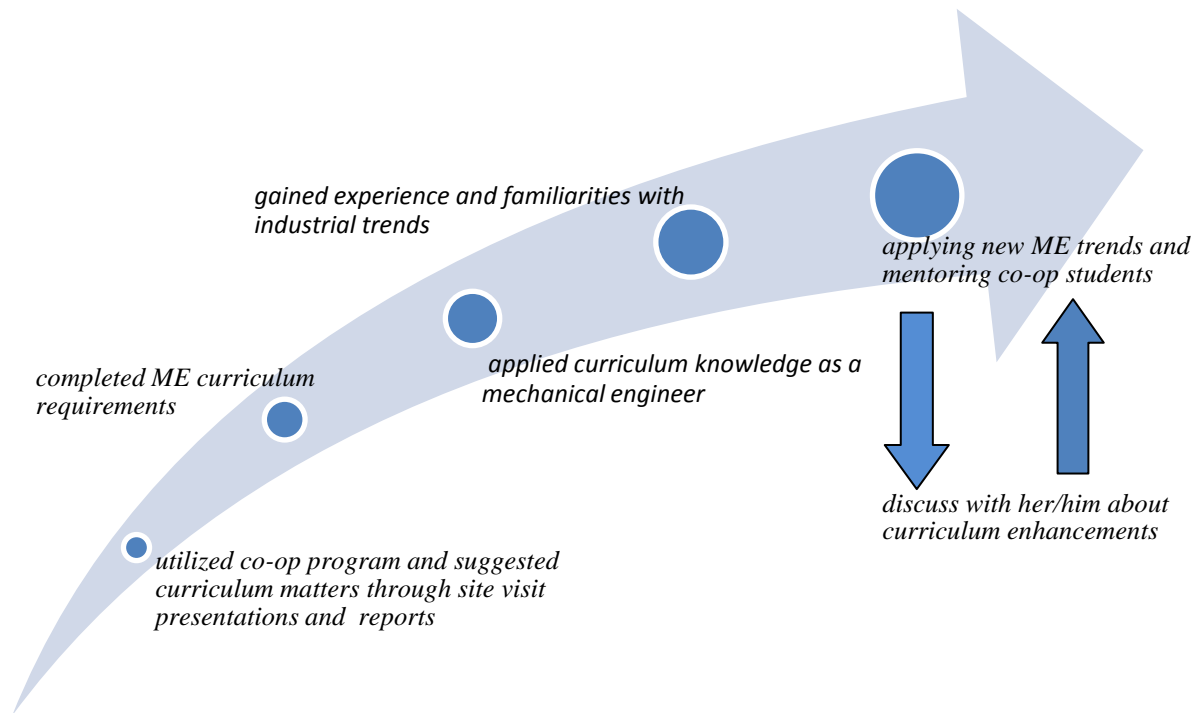 gained experience and familiarities with
industrial trends
applying new ME trends and
mentoring co-op students
completed ME curriculum
requirements
applied curriculum knowledge as a
mechanical engineer
discuss with her/him about
curriculum enhancements
utilized co-op program and suggested
curriculum matters through site visit
presentations and reports